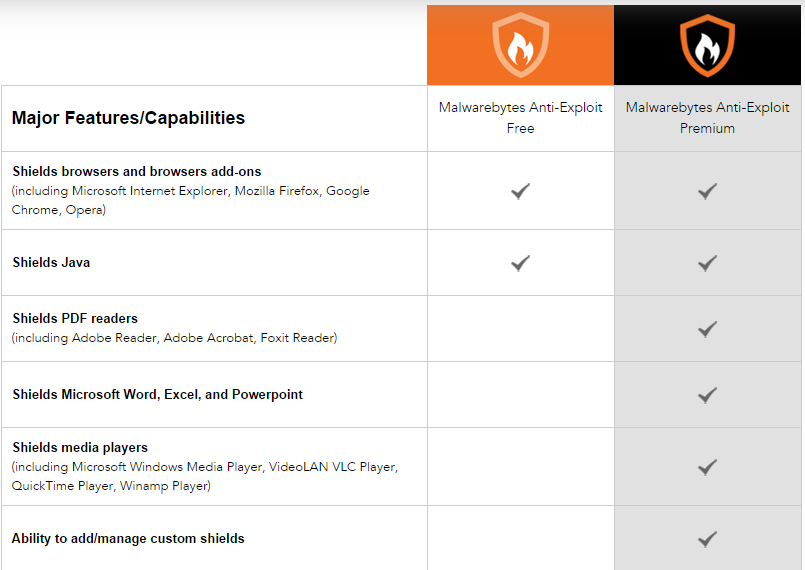 Major Features/Capabilities
Malwarebytes Anti-Exploit
Free
Malwarebytes Anti-Exploit
Premium
Shields browsers and browsers add-ons
(including Microsoft Internet Explorer, Mozilla Firefox, Google
Chrome, Opera)
Shields Java
Shields PDF readers
(including Adobe Reader, Adobe Acrobat, Foxit Reader)
Shields Microsoft Word, Excel, and Powerpoint
Shields media players
(including Microsoft Windows Media Player, VideoLAN VLC Player,
QuickTime Player, Winamp Player)
Ability to add/manage custom shields